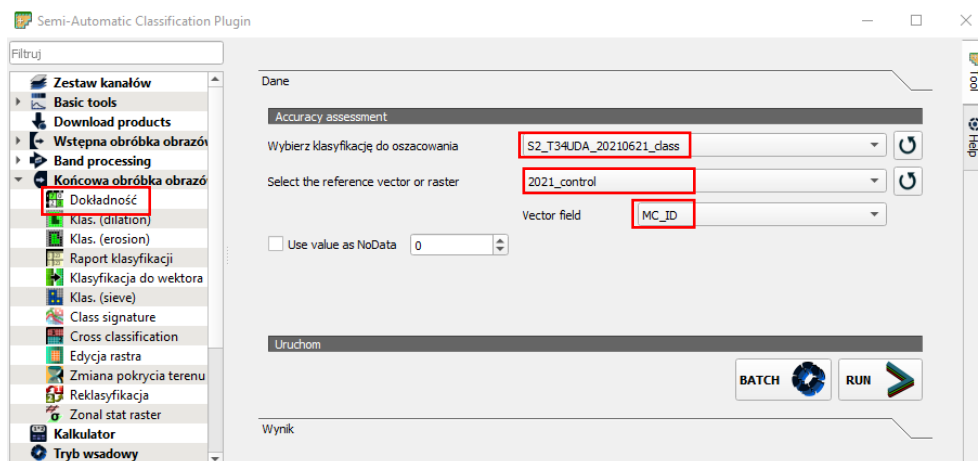 Semi-Automatic Classification Plugin
Filtruj
Zestaw kanałów
Basic tools
Download products
Wstępna obróbka obrazów
Band processing
Końcowa obróbka obrazó
Dokładność
Klas. (dilation)
Klas. (erosion)
Raport klasyfikacji
Klasyfikacja do wektora
Klas. (sieve)
Class signature
Cross classification
Edycja rastra
Zmiana pokrycia terenu
Reklasyfikacja
Zonal stat raster
Kalkulator
Tryb wsadowy
Dane
Accuracy assessment
Wybierz klasyfikację do oszacowania
S2_T34UDA_20210621_class
Select the reference vector or raster
2021_control
Vector field
MC_ID
Use value as NoData
0
Uruchom
BATCH
RUN
Wynik
Tool
Help